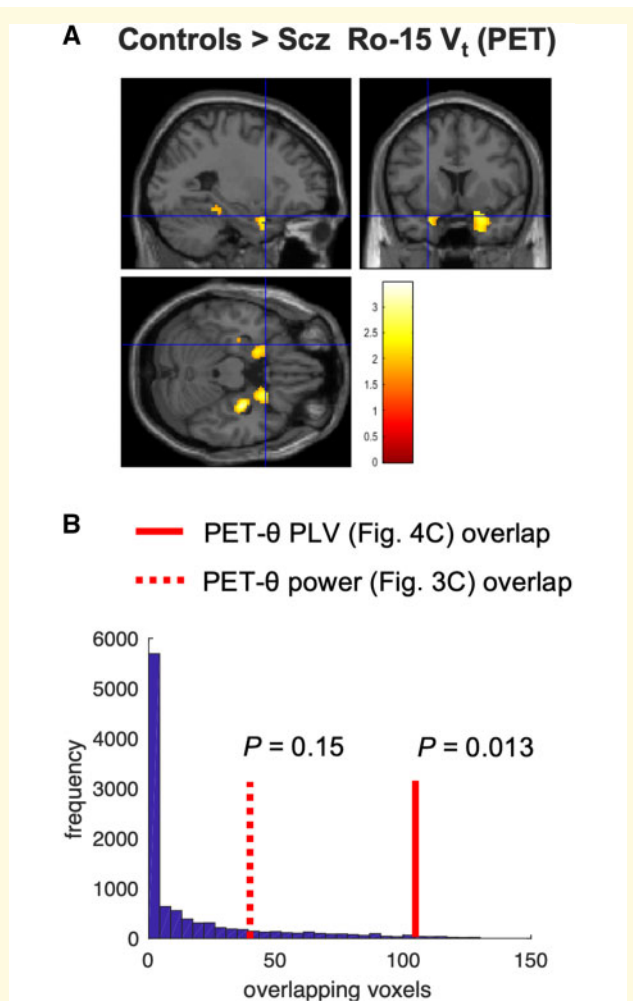 A Controls > Scz Ro-15 Vt (PET)
3
2.5
2
1.5
1
0.5
0
B
PET-θ PLV (Fig. 4C) overlap
PET-θ power (Fig. 3C) overlap
6000
5000
4000
3000
2000
1000
0
frequency
P = 0.15
P = 0.013
0 50 100 150
overlapping voxels